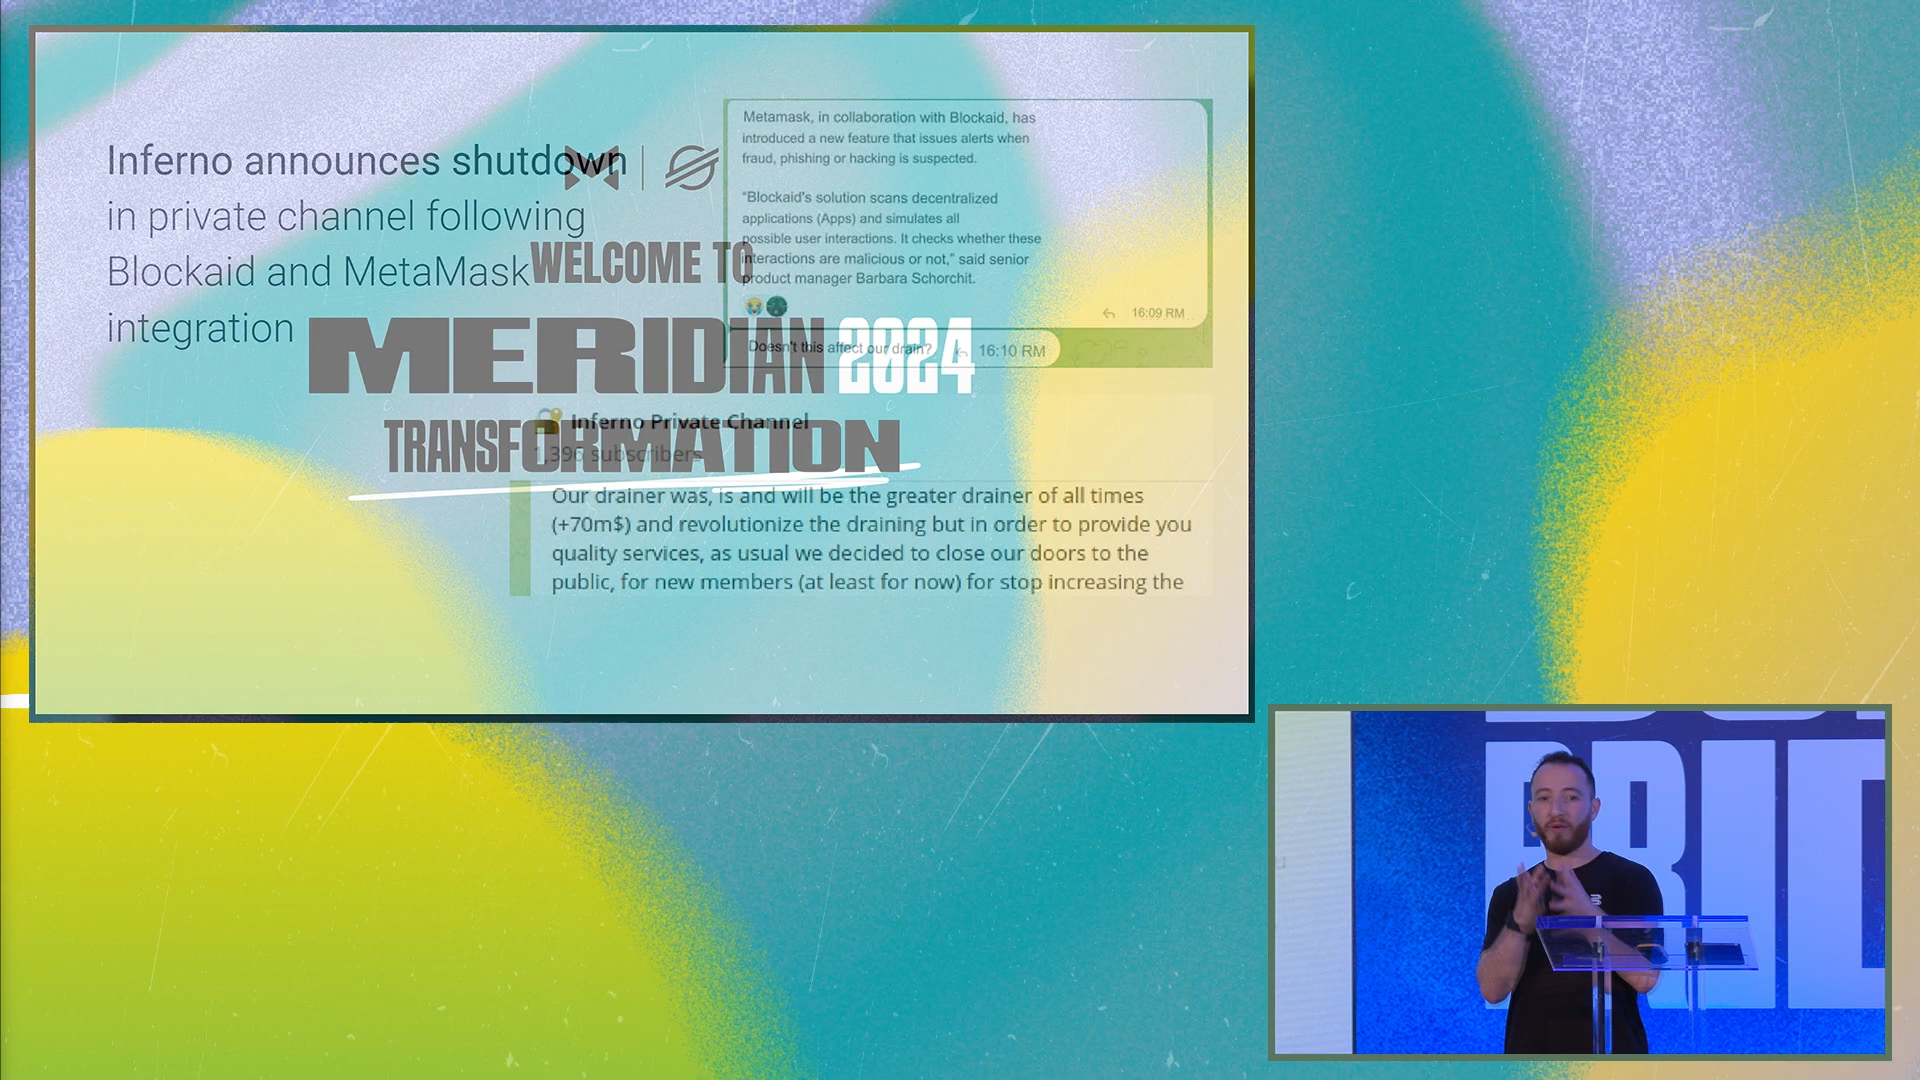 Inferno announces shutdown
in private channel following
Blockaid and MetaMask
integration
WELCOME TO
MERIDIAN 2024
TRANSFORMATION
Metamask, in collaboration with Blockaid, has
introduced a new feature that issues alerts when
fraud, phishing or hacking is suspected.
"Blockaid's solution scans decentralized
applications (Apps) and simulates all
possible user interactions. It checks whether these
interactions are malicious or not," said senior
product manager Barbara Schorchit.
16:09 RM
Doesn't this affect our drain?
16:10 RM
Inferno Private Channel
1,396 subscribers
Our drainer was, is and will be the greater drainer of all times
(+70m$) and revolutionize the draining but in order to provide you
quality services, as usual we decided to close our doors to the
public, for new members (at least for now) for stop increasing the